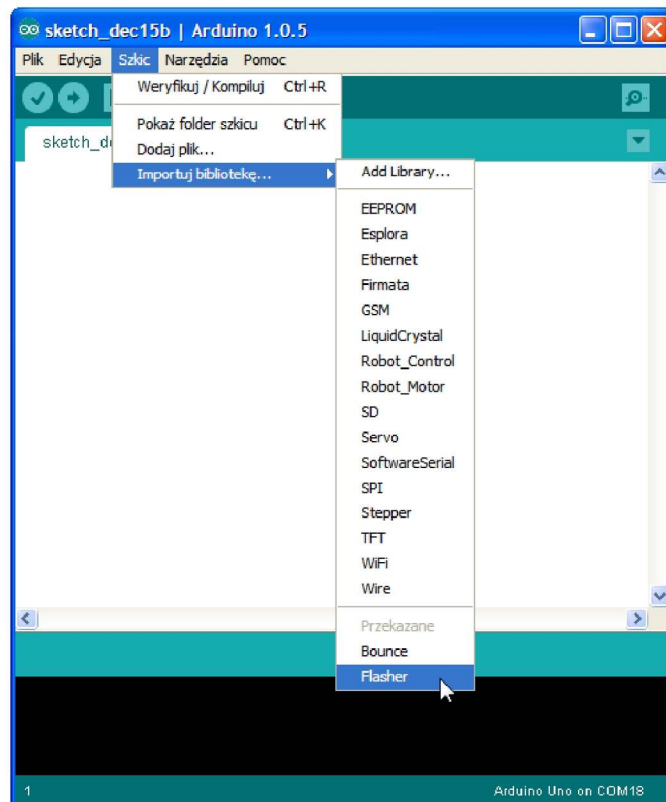 sketch_dec15b | Arduino 1.0.5
Plik Edycja Szkic Narzędzia Pomoc
Weryfikuj / Kompiluj Ctrl+R
Pokaż folder szkicu Ctrl+K
Dodaj plik...
Importuj bibliotekę...
sketch_d
Add Library...
EEPROM
Esplora
Ethernet
Firmata
GSM
LiquidCrystal
Robot_Control
Robot_Motor
SD
Servo
SoftwareSerial
SPI
Stepper
TFT
WiFi
Wire
Przekazane
Bounce
Flasher
1 Arduino Uno on COM18